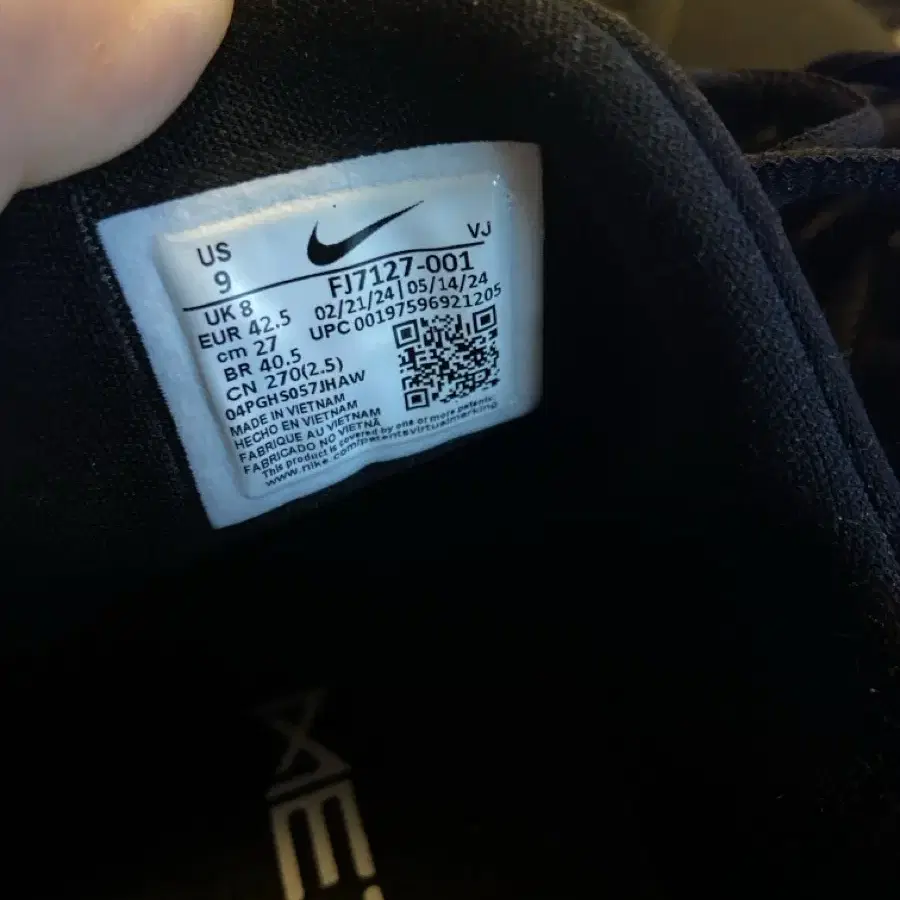 US
9
VJ
FJ7127-001
02/21/24|05/14/24
UPC 00197596921205
UK 8
EUR 42.5
cm 27
BR 40.5
CN 270(2.5)
04PGHS057JHAW
MADE IN VIETNAM
HECHO EN VIETNAM
FABRIQUE AU VIETNAM
FABRICADO NO VIETNÃ
This product is covered by one or more patents.
www.nike.com/patentsvirtualmarking